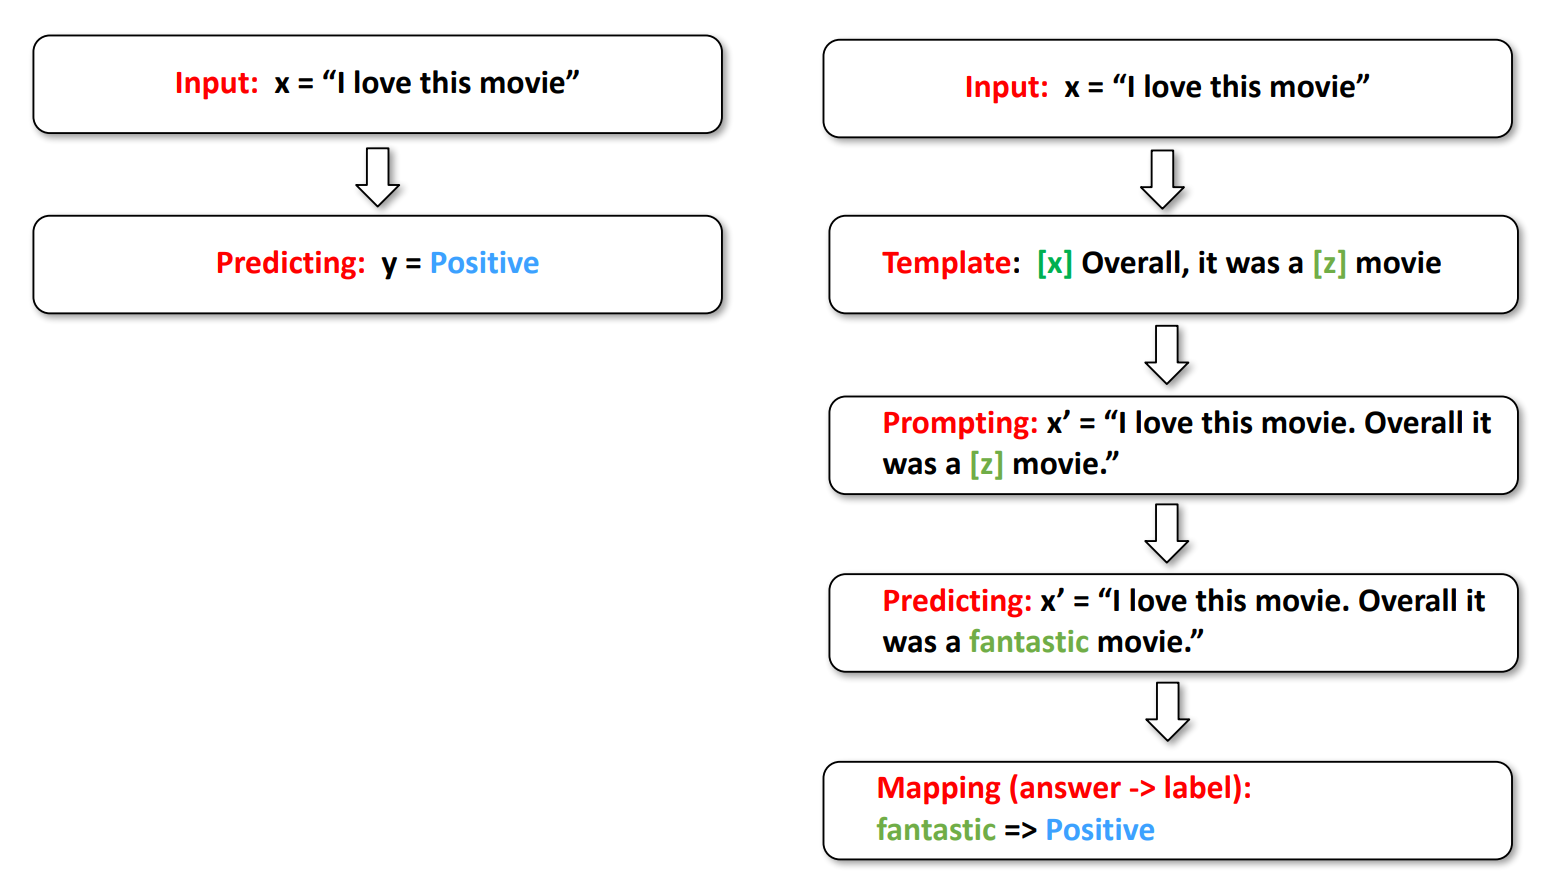 Input: x = “I love this movie”
Predicting: y = Positive
Input: x = “I love this movie”
Template: [x] Overall, it was a [z] movie
Prompting: x’ = “I love this movie. Overall it
was a [z] movie.”
Predicting: x’ = “I love this movie. Overall it
was a fantastic movie.”
Mapping (answer -> label):
fantastic => Positive